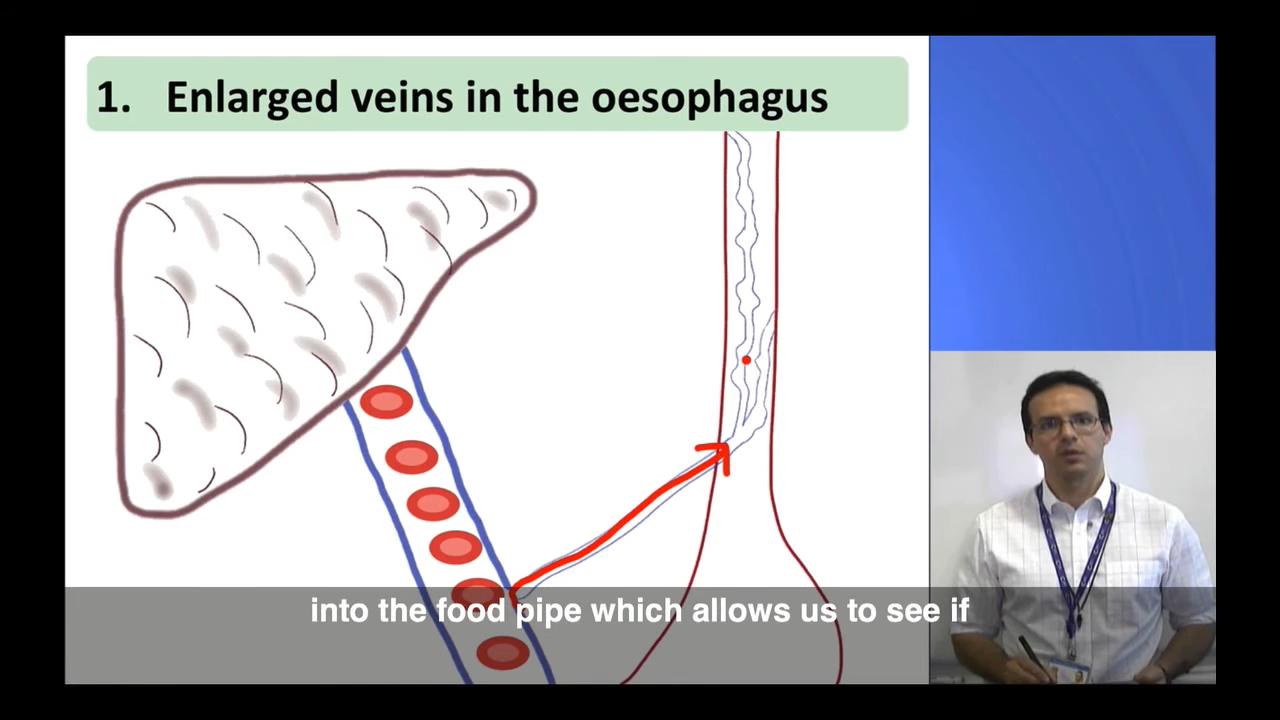 1. Enlarged veins in the oesophagus
into the food pipe which allows us to see if